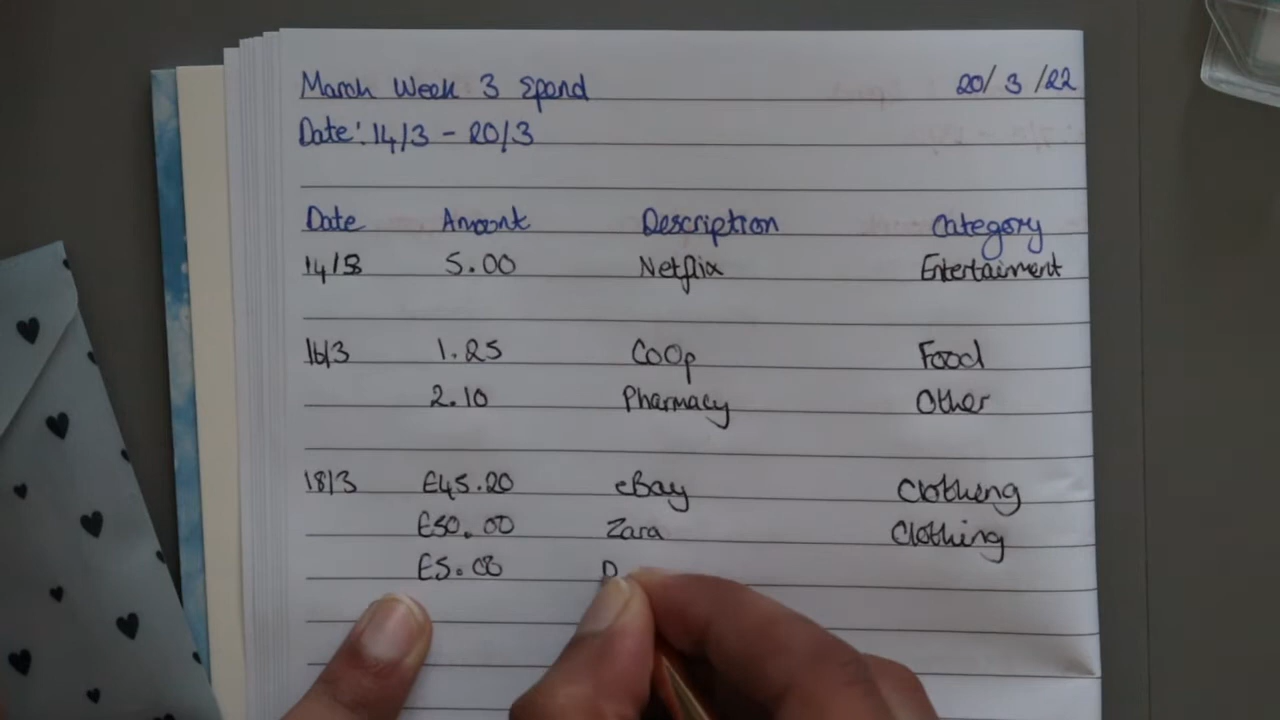 March Week 3 Spend 20/3/22
Date: 14/3 - 20/3
Date Amount Description Category
14/3 5.00 Netflix Entertaiment
16/3 1.25 CoOp Food
2.10 Pharmacy Other
18/3 £45.20 eBay Clothing
£50.00 Zara Clothing
£5.00